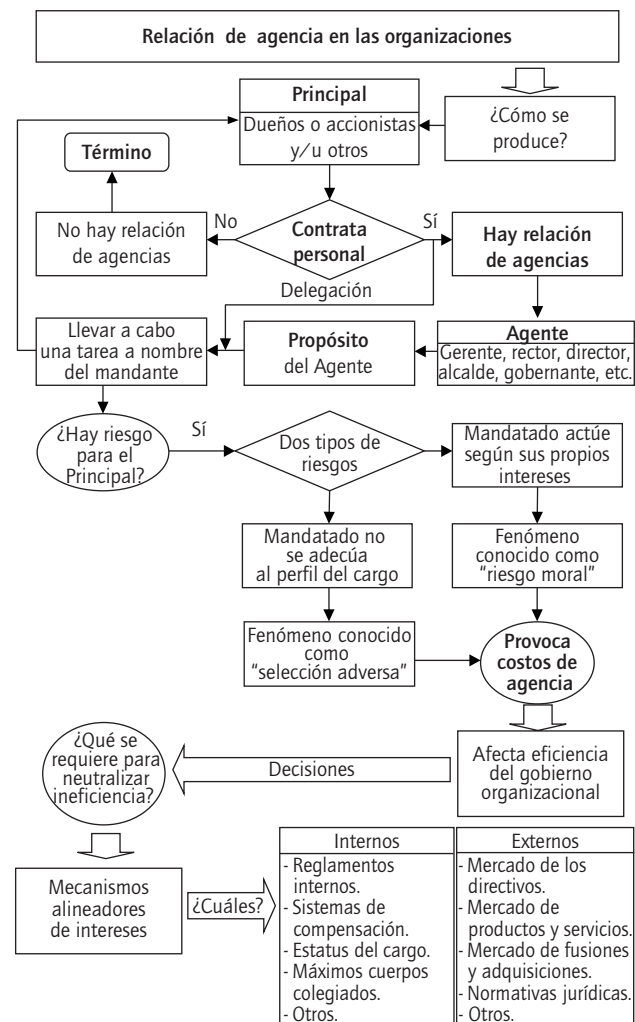 Relación de agencia en las organizaciones
Principal
Dueños o accionistas
y/u otros
¿Cómo se
produce?
Término
No hay relación
de agencias
No
Contrata
personal
Sí
Hay relación
de agencias
Delegación
Llevar a cabo
una tarea a nombre
del mandante
Propósito
del Agente
Agente
Gerente, rector, director,
alcalde, gobernante, etc.
¿Hay riesgo
para el
Principal?
Sí
Dos tipos de
riesgos
Mandatado actúe
según sus propios
intereses
Mandatado no
se adecúa
al perfil del cargo
Fenómeno
conocido como
“riesgo moral”
Fenómeno conocido
como
“selección adversa”
Provoca
costos de
agencia
¿Qué se
requiere para
neutralizar
ineficiencia?
Decisiones
Afecta eficiencia
del gobierno
organizacional
Mecanismos
alineadores
de intereses
¿Cuáles?
Internos
- Reglamentos
internos.
- Sistemas de
compensación.
- Estatus del cargo.
- Máximos cuerpos
colegiados.
- Otros.
Externos
- Mercado de los
directivos.
- Mercado de
productos y servicios.
- Mercado de fusiones
y adquisiciones.
- Normativas jurídicas.
- Otros.